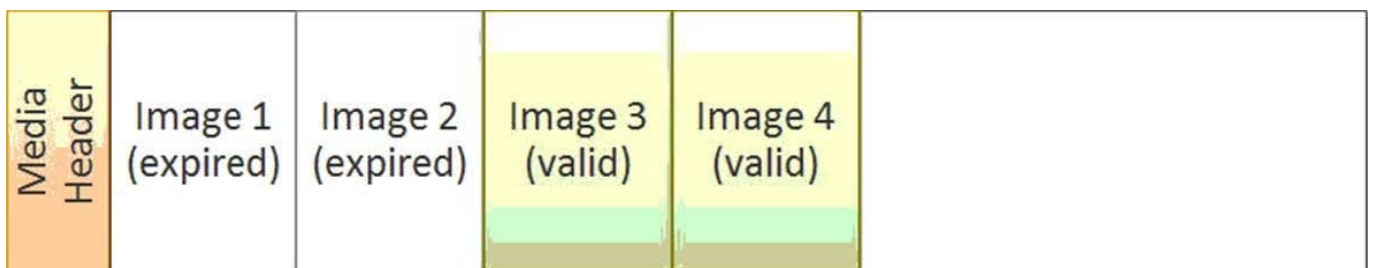 Media
Header
Image 1
(expired)
Image 2
(expired)
Image 3
(valid)
Image 4
(valid)